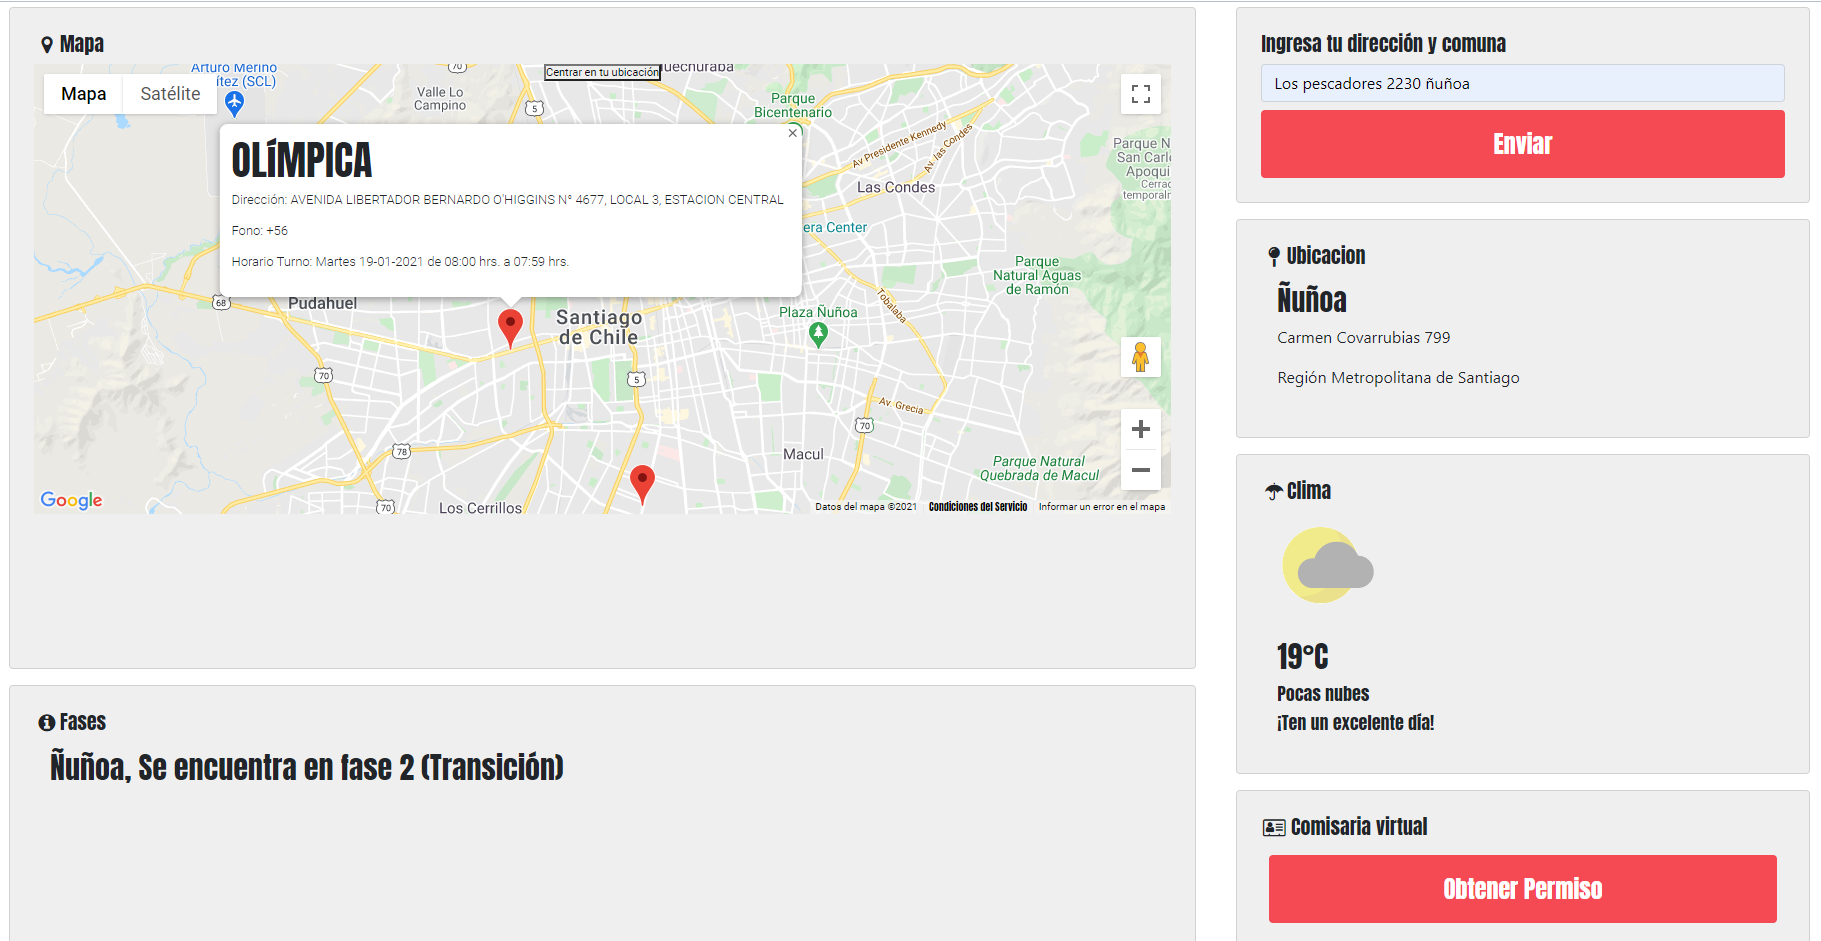 Mapa
Arturo Merino
ítez (SCL)
Mapa
Satélite
Centrar en tu ubicación
uechuraba
70
Valle Lo
Campino
5
Parque
Bicentenario
Av Presidente Kennedy
Av. las Condes
Las Condes
Parque N
San Carl
Apoqui
Cerrad
temporaln
OLíMPICA
Dirección: AVENIDA LIBERTADOR BERNARDO O'HIGGINS N° 4677, LOCAL 3, ESTACION CENTRAL
Fono: +56
Horario Turno: Martes 19-01-2021 de 08:00 hrs. a 07:59 hrs.
era Center
Parque
Natural Aguas
de Ramón
Tobalaba
68
Pudahuel
Santiago
de Chile
Plaza Ñuñoa
70
5
Av. Grecia
70
78
Macul
Parque Natural
Quebrada de Macul
Google
70
Los Cerrillos
Datos del mapa ©2021
Condiciones del Servicio
Informar un error en el mapa
Fases
Ñuñoa, Se encuentra en fase 2 (Transición)
Ingresa tu dirección y comuna
Los pescadores 2230 ñuñoa
Enviar
Ubicacion
Ñuñoa
Carmen Covarrubias 799
Región Metropolitana de Santiago
Clima
19°C
Pocas nubes
¡Ten un excelente día!
Comisaria virtual
Obtener Permiso